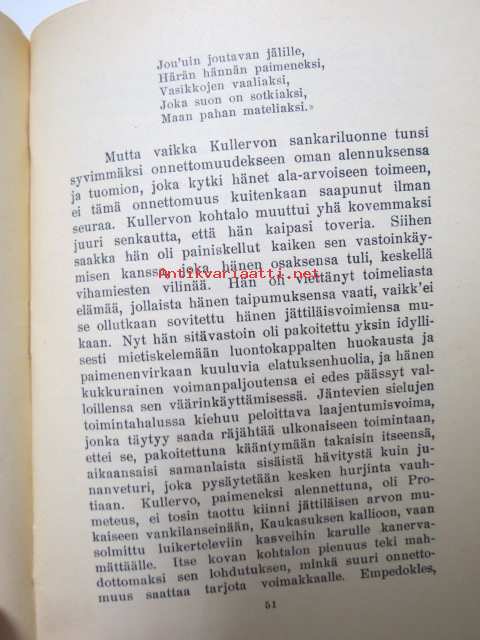 Jou'uin joutavan jälille,
Härän hännän paimeneksi,
Vasikkojen vaaliaksi,
Joka suon on sotkiaksi,
Maan pahan mateliaksi.»
Mutta vaikka Kullervon sankariluonne tunsi
syvimmäksi onnettomuudekseen oman alennuksensa
ja tuomion, joka kytki hänet ala-arvoiseen toimeen,
ei tämä onnettomuus kuitenkaan saapunut ilman
seuraa. Kullervon kohtalo muuttui yhä kovemmaksi
juuri senkautta, että hän kaipasi toveria. Siihen
saakka hän oli painiskellut kaiken sen vastoinkäy-
misen kanssa, joka hänen osaksensa tuli, keskellä
Antikvariaatti.net
vihamiesten vilinää. Hän oli viettänyt toimeliasta
elämää, jollaista hänen taipumuksensa vaati, vaikk'ei
se ollutkaan sovitettu hänen jättiläisvoimiensa mu-
kaan. Nyt hän sitävastoin oli pakoitettu yksin idylli-
sesti mietiskelemään luontokappalten huokausta ja
paimenenvirkaan kuuluvia elatuksenhuolia, ja hänen
kukkurainen voimanpaljoutensa ei edes päässyt val-
loillensa sen väärinkäyttämisessä. Jäntevien sielujen
toimintahalussa kiehuu peloittava laajentumisvoima,
jonka täytyy saada räjähtää ulkonaiseen toimintaan,
ettei se, pakoitettuna kääntymään takaisin itseensä,
aikaansaisi samanlaista sisäistä hävitystä kuin ju-
nanveturi, joka pysäytetään kesken hurjinta vauh-
tiaan. Kullervo, paimeneksi alennettuna, oli Pro-
meteus, ei tosin taottu kiinni jättiläisen arvon mu-
kaiseen vankilanseinään, Kaukasuksen kallioon, vaan
solmittu luikerteleviin kasveihin karulle kanerva-
mättäälle. Itse kovan kohtalon pienuus teki mah-
dottomaksi sen lohdutuksen, minkä suuri onnetto-
muus saattaa tarjota voimakkaalle. Empedokles,
51